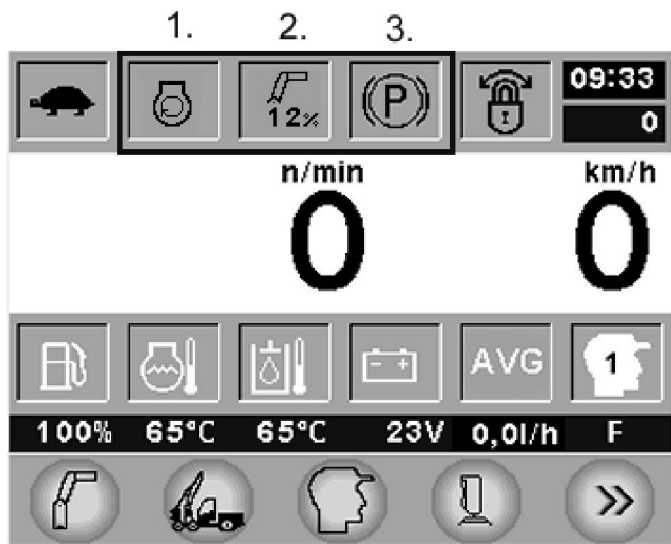 1. 2. 3.
12% P 09:33
0
n/min km/h
0 0
- + AVG 1
100% 65°C 65°C 23V 0,0l/h F
»